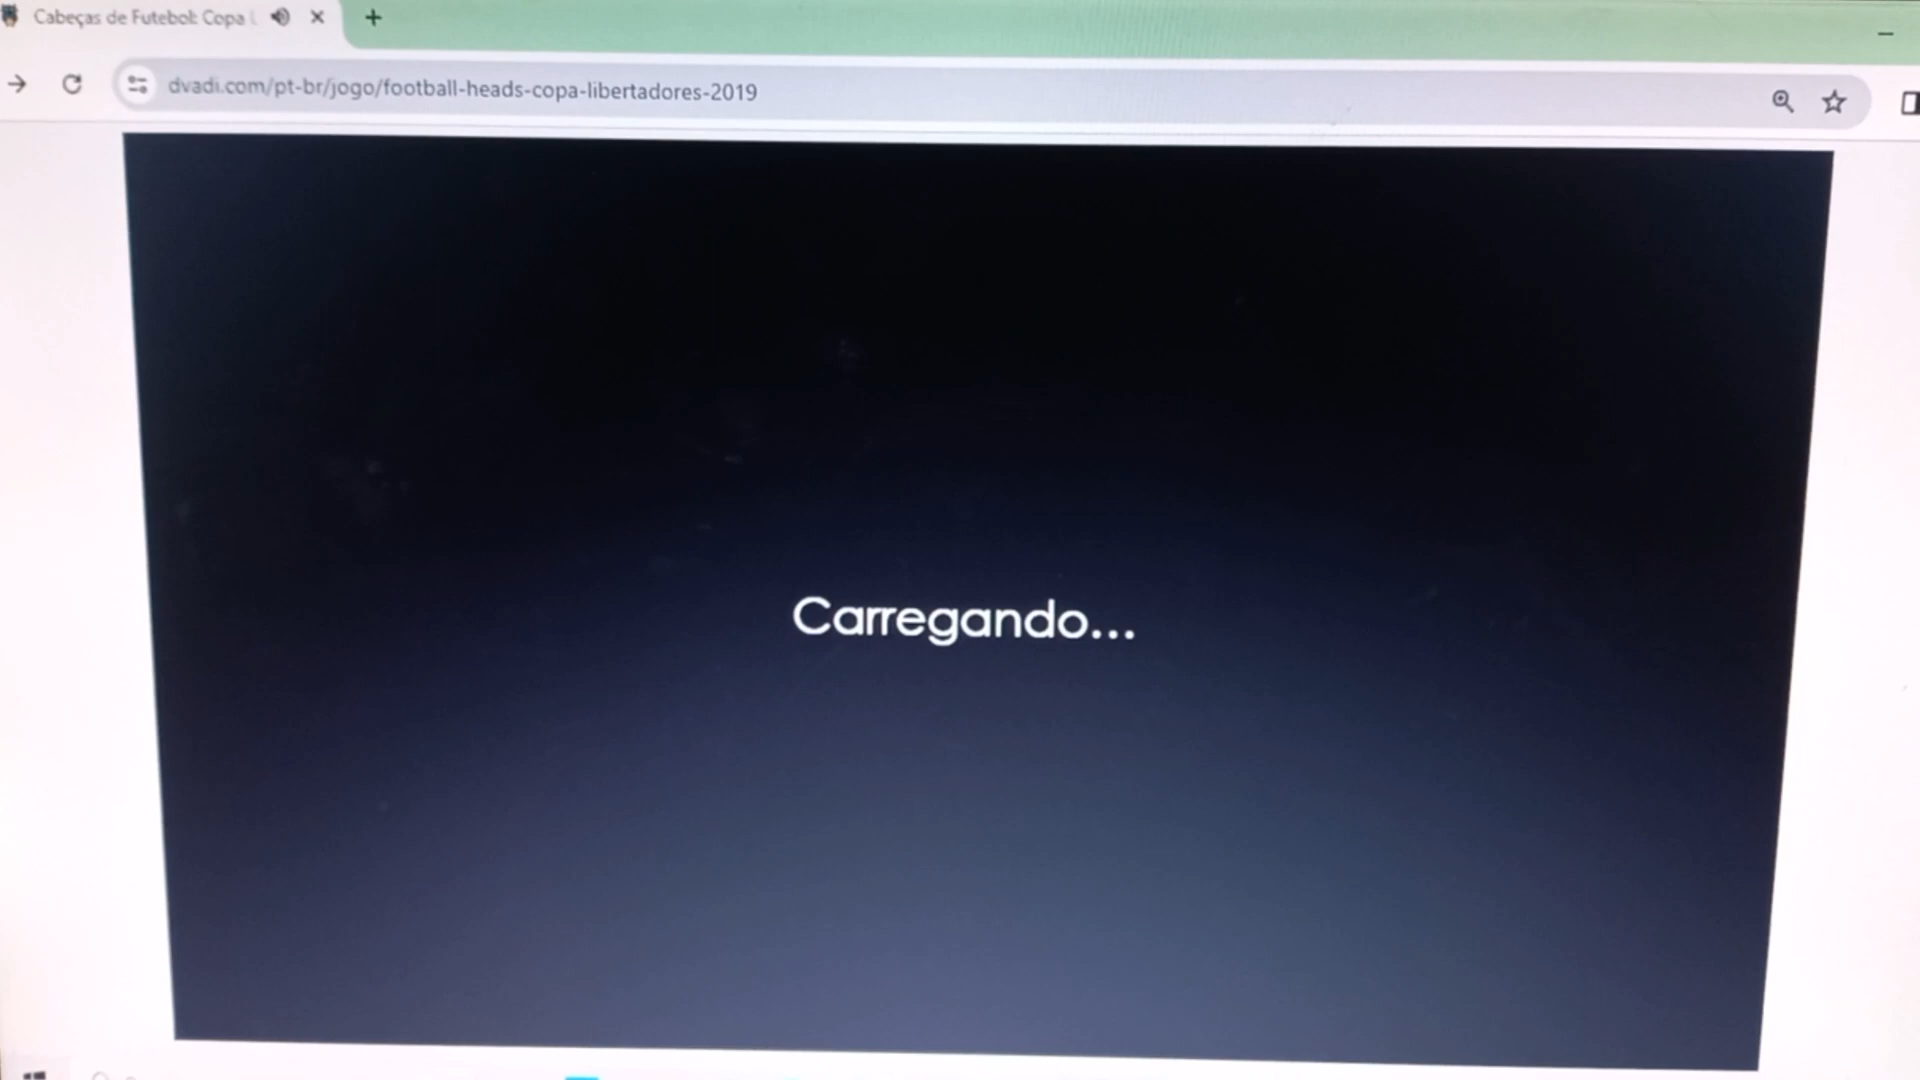 Cabeças de Futebol: Copa L
dvadi.com/pt-br/jogo/football-heads-copa-libertadores-2019
Carregando...